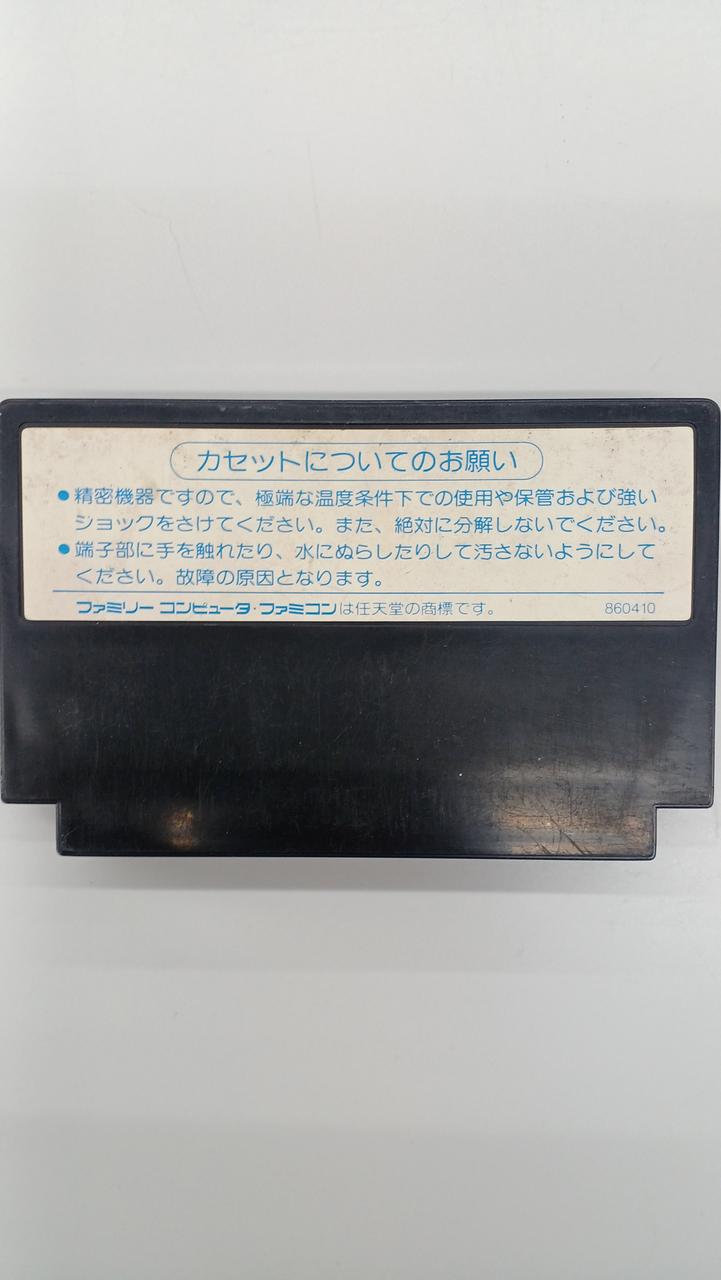 カセットについてのお願い
●精密機器ですので、極端な温度条件下での使用や保管および強い
ショックをさけてください。また、絶対に分解しないでください。
●端子部に手を触れたり、水にぬらしたりして汚さないようにして
ください。故障の原因となります。
ファミリー コンピュータ・ファミコンは任天堂の商標です。 860410